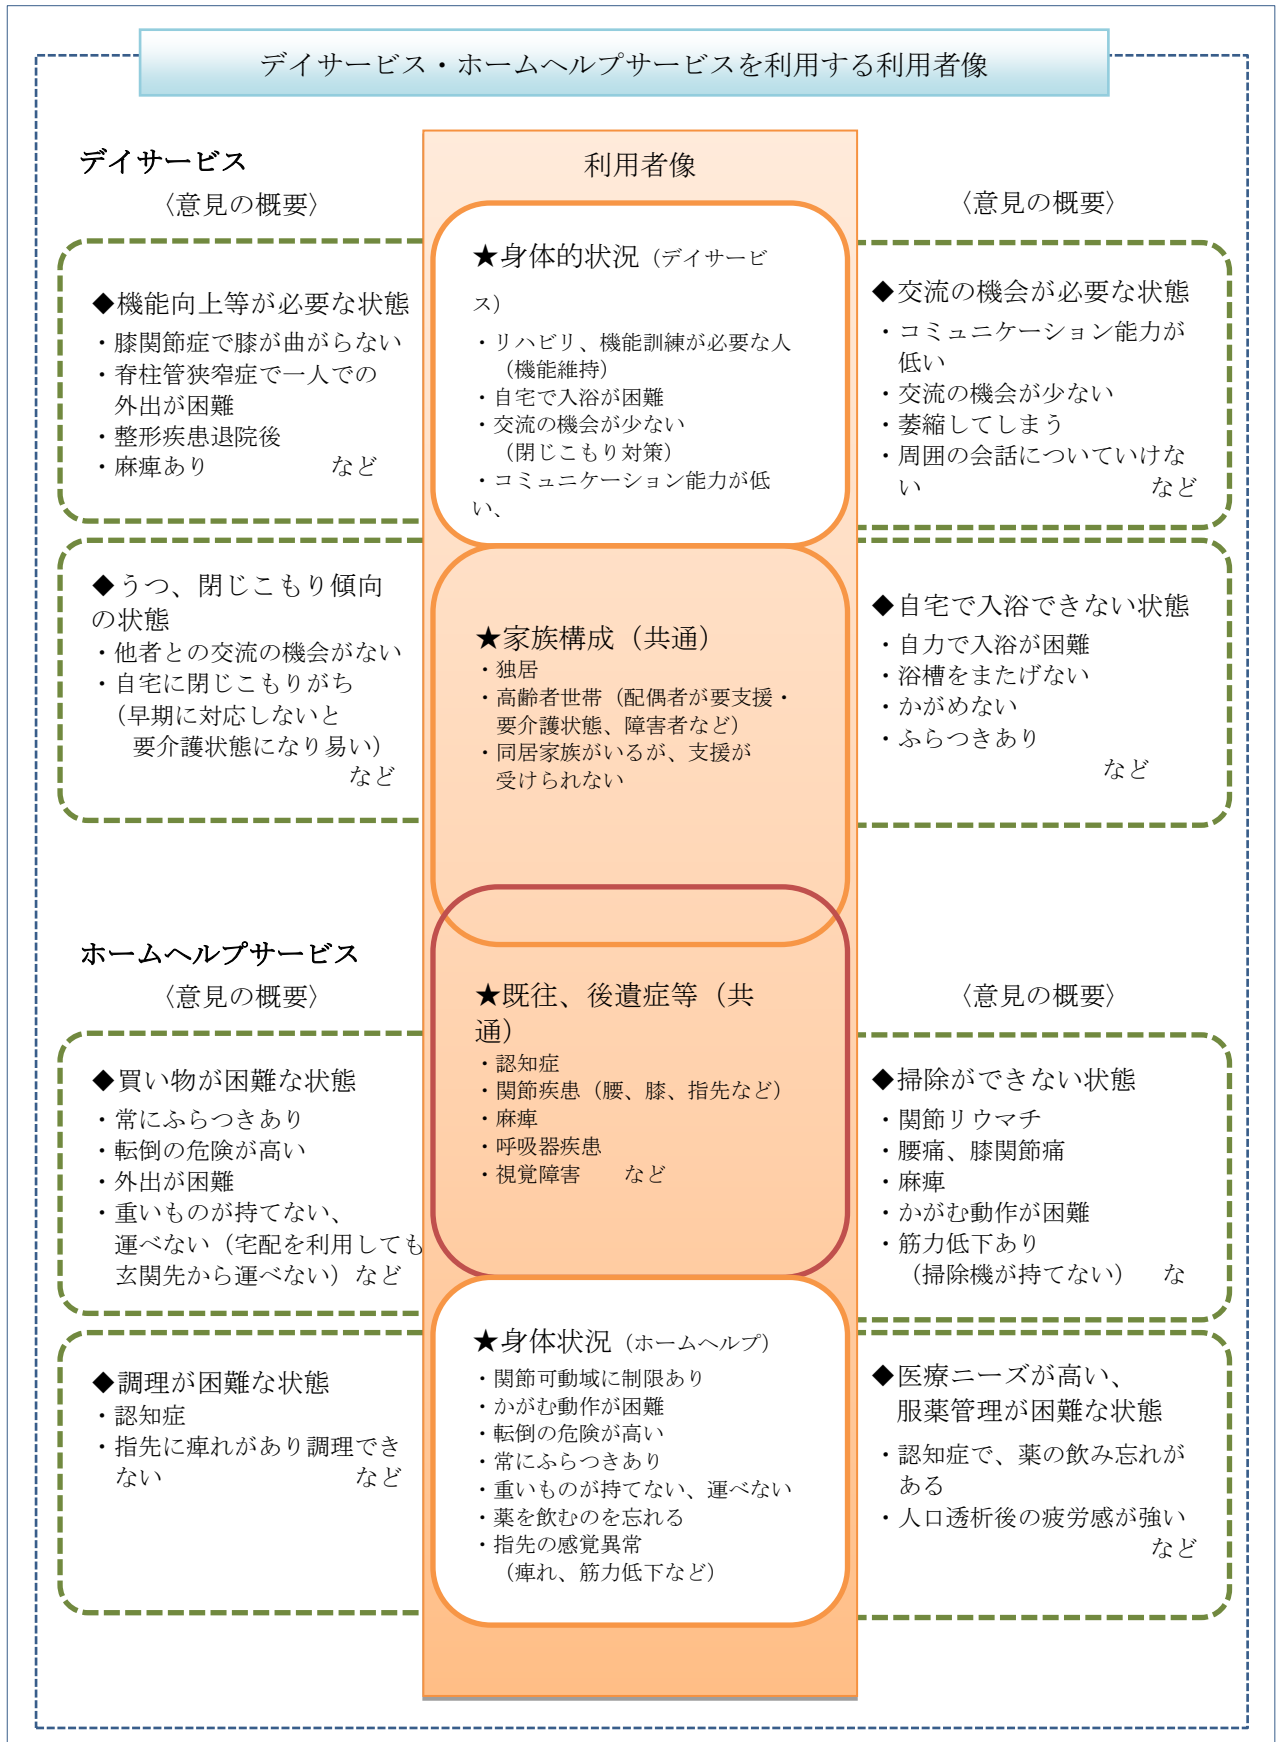 デイサービス・ホームヘルプサービスを利用する利用者像
デイサービス
〈意見の概要〉
◆機能向上等が必要な状態
・膝関節症で膝が曲がらない
・脊柱管狭窄症で一人での
外出が困難
・整形疾患退院後
・麻痺あり など
◆うつ、閉じこもり傾向
の状態
・他者との交流の機会がない
・自宅に閉じこもりがち
（早期に対応しないと
要介護状態になり易い）
など
利用者像
★身体的状況（デイサービ
ス）
・リハビリ、機能訓練が必要な人
（機能維持）
・自宅で入浴が困難
・交流の機会が少ない
（閉じこもり対策）
・コミュニケーション能力が低
い、
★家族構成（共通）
・独居
・高齢者世帯（配偶者が要支援・
要介護状態、障害者など）
・同居家族がいるが、支援が
受けられない
〈意見の概要〉
◆交流の機会が必要な状態
・コミュニケーション能力が
低い
・交流の機会が少ない
・萎縮してしまう
・周囲の会話についていけな
い など
◆自宅で入浴できない状態
・自力で入浴が困難
・浴槽をまたげない
・かがめない
・ふらつきあり
など
ホームヘルプサービス
〈意見の概要〉
◆買い物が困難な状態
・常にふらつきあり
・転倒の危険が高い
・外出が困難
・重いものが持てない、
運べない（宅配を利用しても
玄関先から運べない）など
◆調理が困難な状態
・認知症
・指先に痺れがあり調理でき
ない など
★既往、後遺症等（共
通）
・認知症
・関節疾患（腰、膝、指先など）
・麻痺
・呼吸器疾患
・視覚障害 など
★身体状況（ホームヘルプ）
・関節可動域に制限あり
・かがむ動作が困難
・転倒の危険が高い
・常にふらつきあり
・重いものが持てない、運べない
・薬を飲むのを忘れる
・指先の感覚異常
（痺れ、筋力低下など）
〈意見の概要〉
◆掃除ができない状態
・関節リウマチ
・腰痛、膝関節痛
・麻痺
・かがむ動作が困難
・筋力低下あり
（掃除機が持てない） な
◆医療ニーズが高い、
服薬管理が困難な状態
・認知症で、薬の飲み忘れが
ある
・人口透析後の疲労感が強い
など